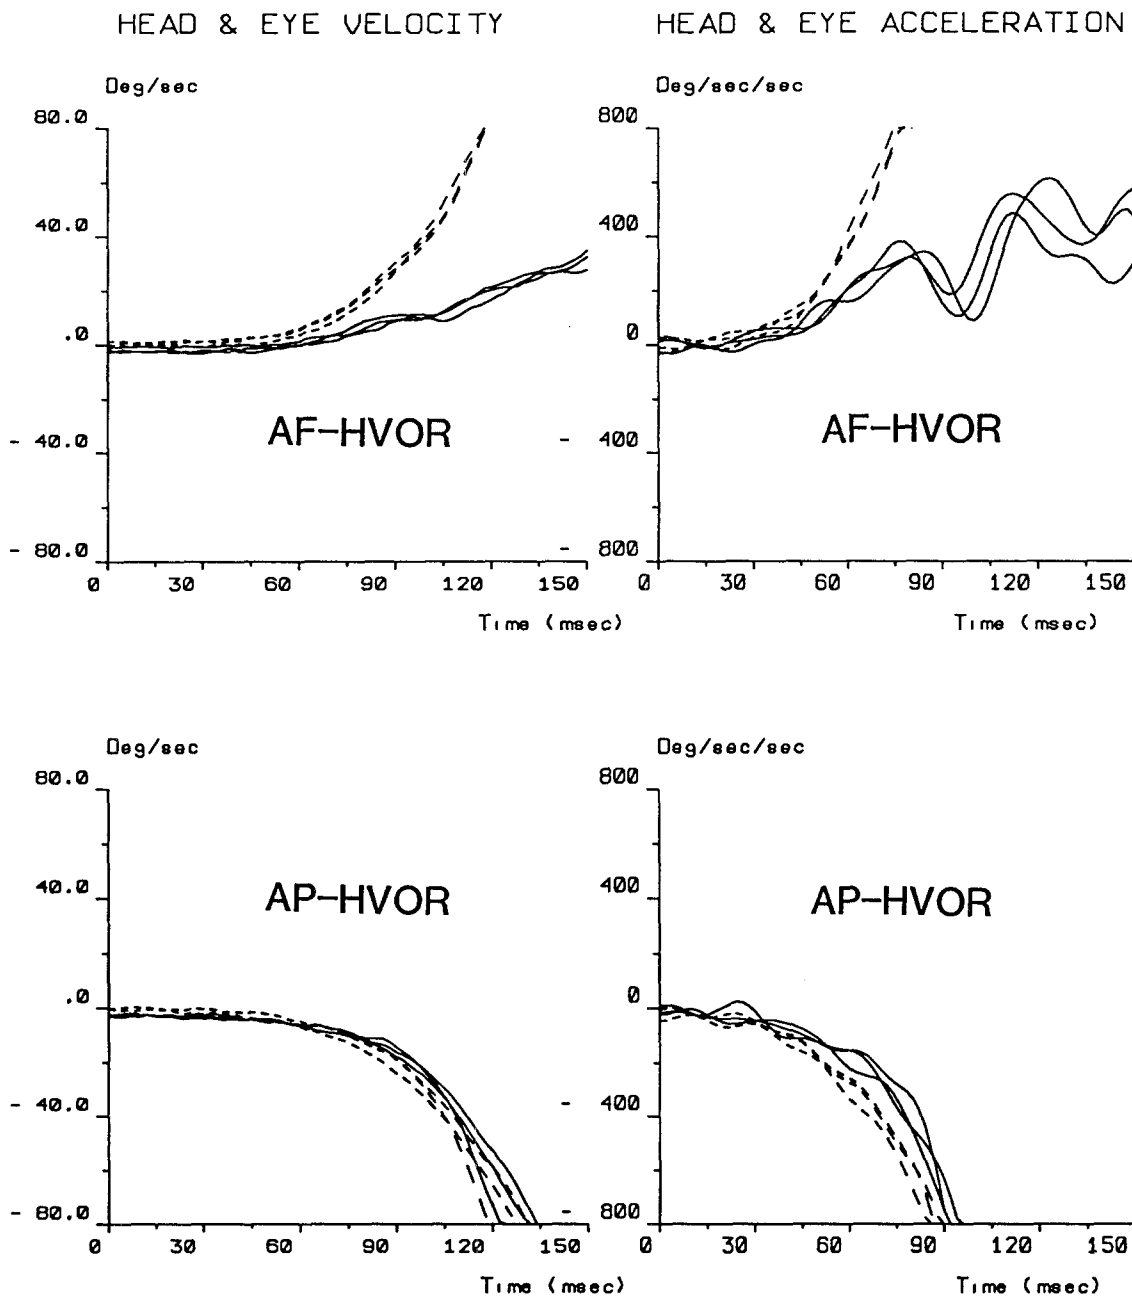 HEAD & EYE VELOCITY
HEAD & EYE ACCELERATION
Deg/sec
80.0
40.0
.0
- 40.0
- 80.0
AF-HVOR
0 30 60 90 120 150
Time (msec)
Deg/sec/sec
800
400
0
- 400
- 800
AF-HVOR
0 30 60 90 120 150
Time (msec)
Deg/sec
80.0
40.0
.0
- 40.0
- 80.0
AP-HVOR
0 30 60 90 120 150
Time (msec)
Deg/sec/sec
800
400
0
- 400
- 800
AP-HVOR
0 30 60 90 120 150
Time (msec)